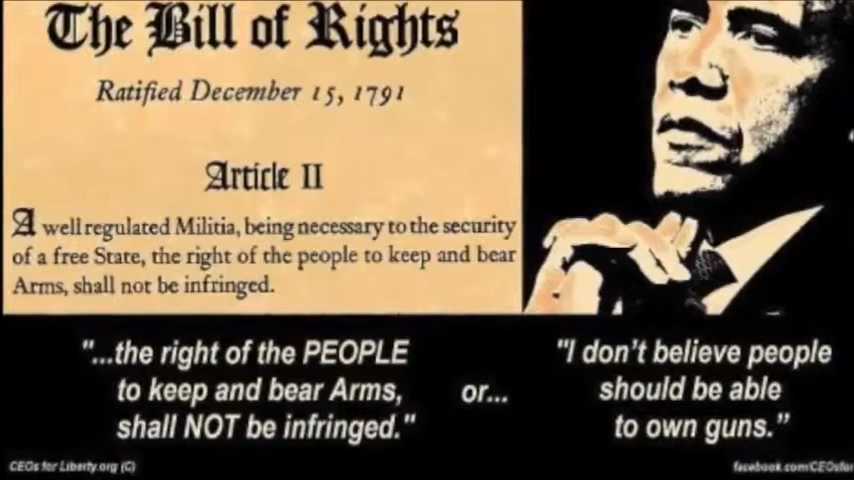 The Bill of Rights
Ratified December 15, 1791
Article II
A well regulated Militia, being necessary to the security
of a free State, the right of the people to keep and bear
Arms, shall not be infringed.
"...the right of the PEOPLE
to keep and bear Arms,
shall NOT be infringed."
or...
"I don't believe people
should be able
to own guns."
CEOs for Liberty.org (C)
facebook.com/CEOsfor